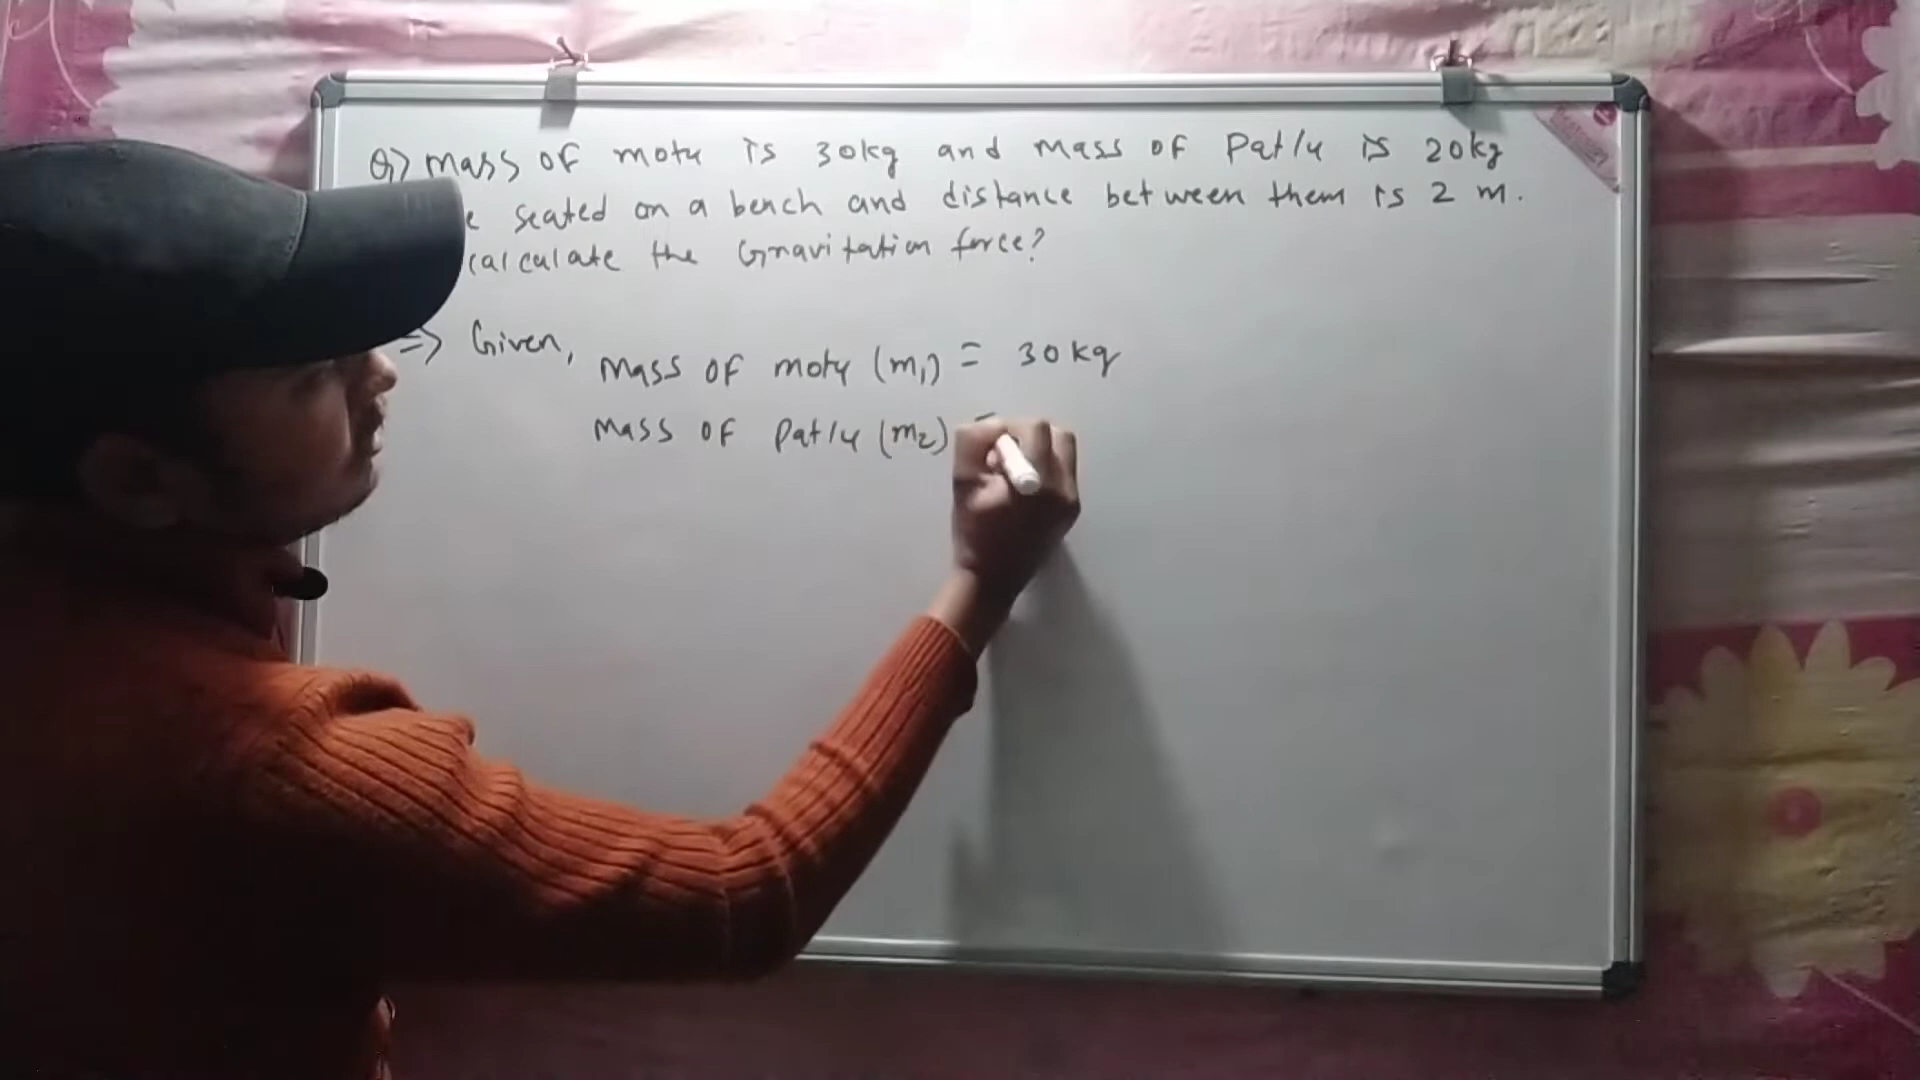 Q) Mass of motu is 30kg and mass of Patlu is 20kg
seated on a bench and distance between them is 2 m.
calculate the Gravitation force?
=> Given,
Mass of motu (m₁) = 30kg
Mass of patlu (m₂) =